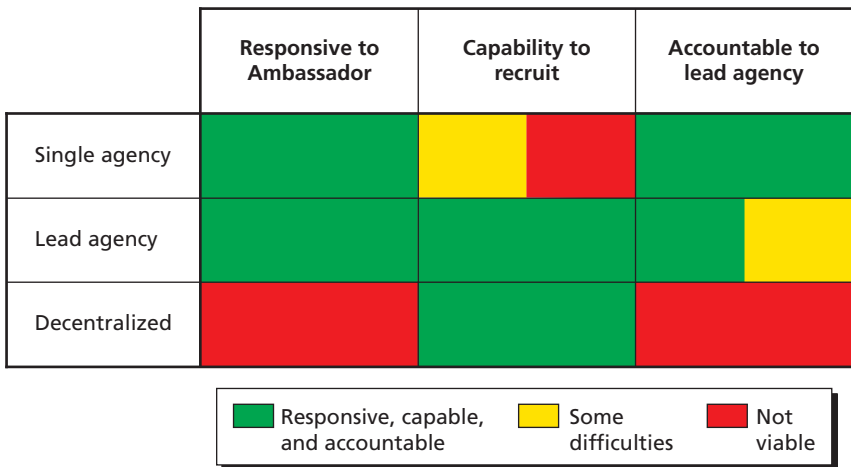 Responsive to
Ambassador
Capability to
recruit
Accountable to
lead agency
Single agency
Lead agency
Decentralized
Responsive, capable,
and accountable
Some
difficulties
Not
viable